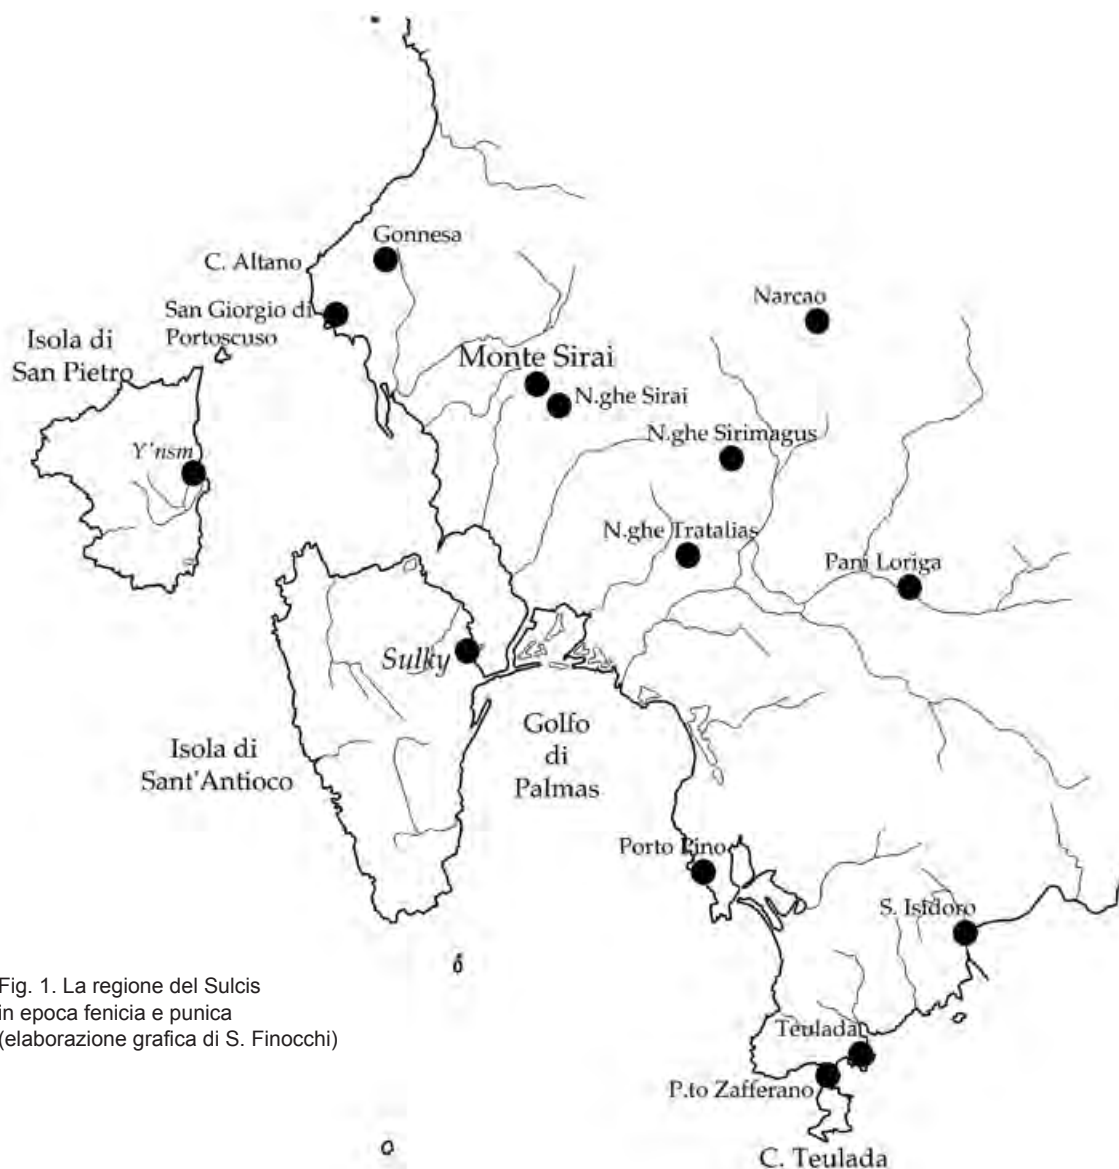 Gonnesa
C. Altano
San Giorgio di
Portoscuso
Narcao
Isola di
San Pietro
Monte Sirai
N.ghe Sirai
N.ghe Sirimagus
Y'nsm
N.ghe Tratalias
Pani Loriga
Sulky
Golfo
di
Palmas
Isola di
Sant'Antioco
Porto Pino
S. Isidoro
Fig. 1. La regione del Sulcis
in epoca fenicia e punica
(elaborazione grafica di S. Finocchi)
Teulada
P.to Zafferano
C. Teulada